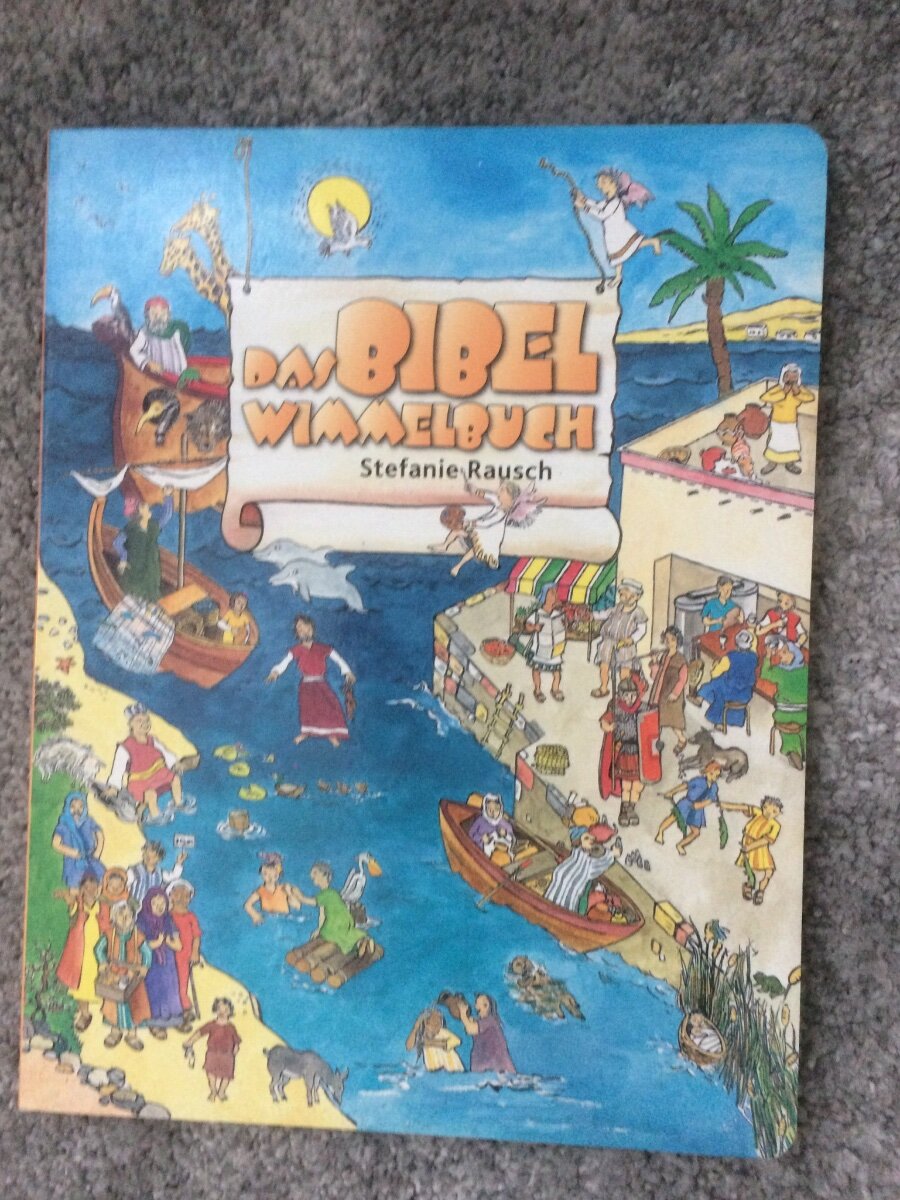 DAS BIBEL
WIMMELBUCH
Stefanie Rausch